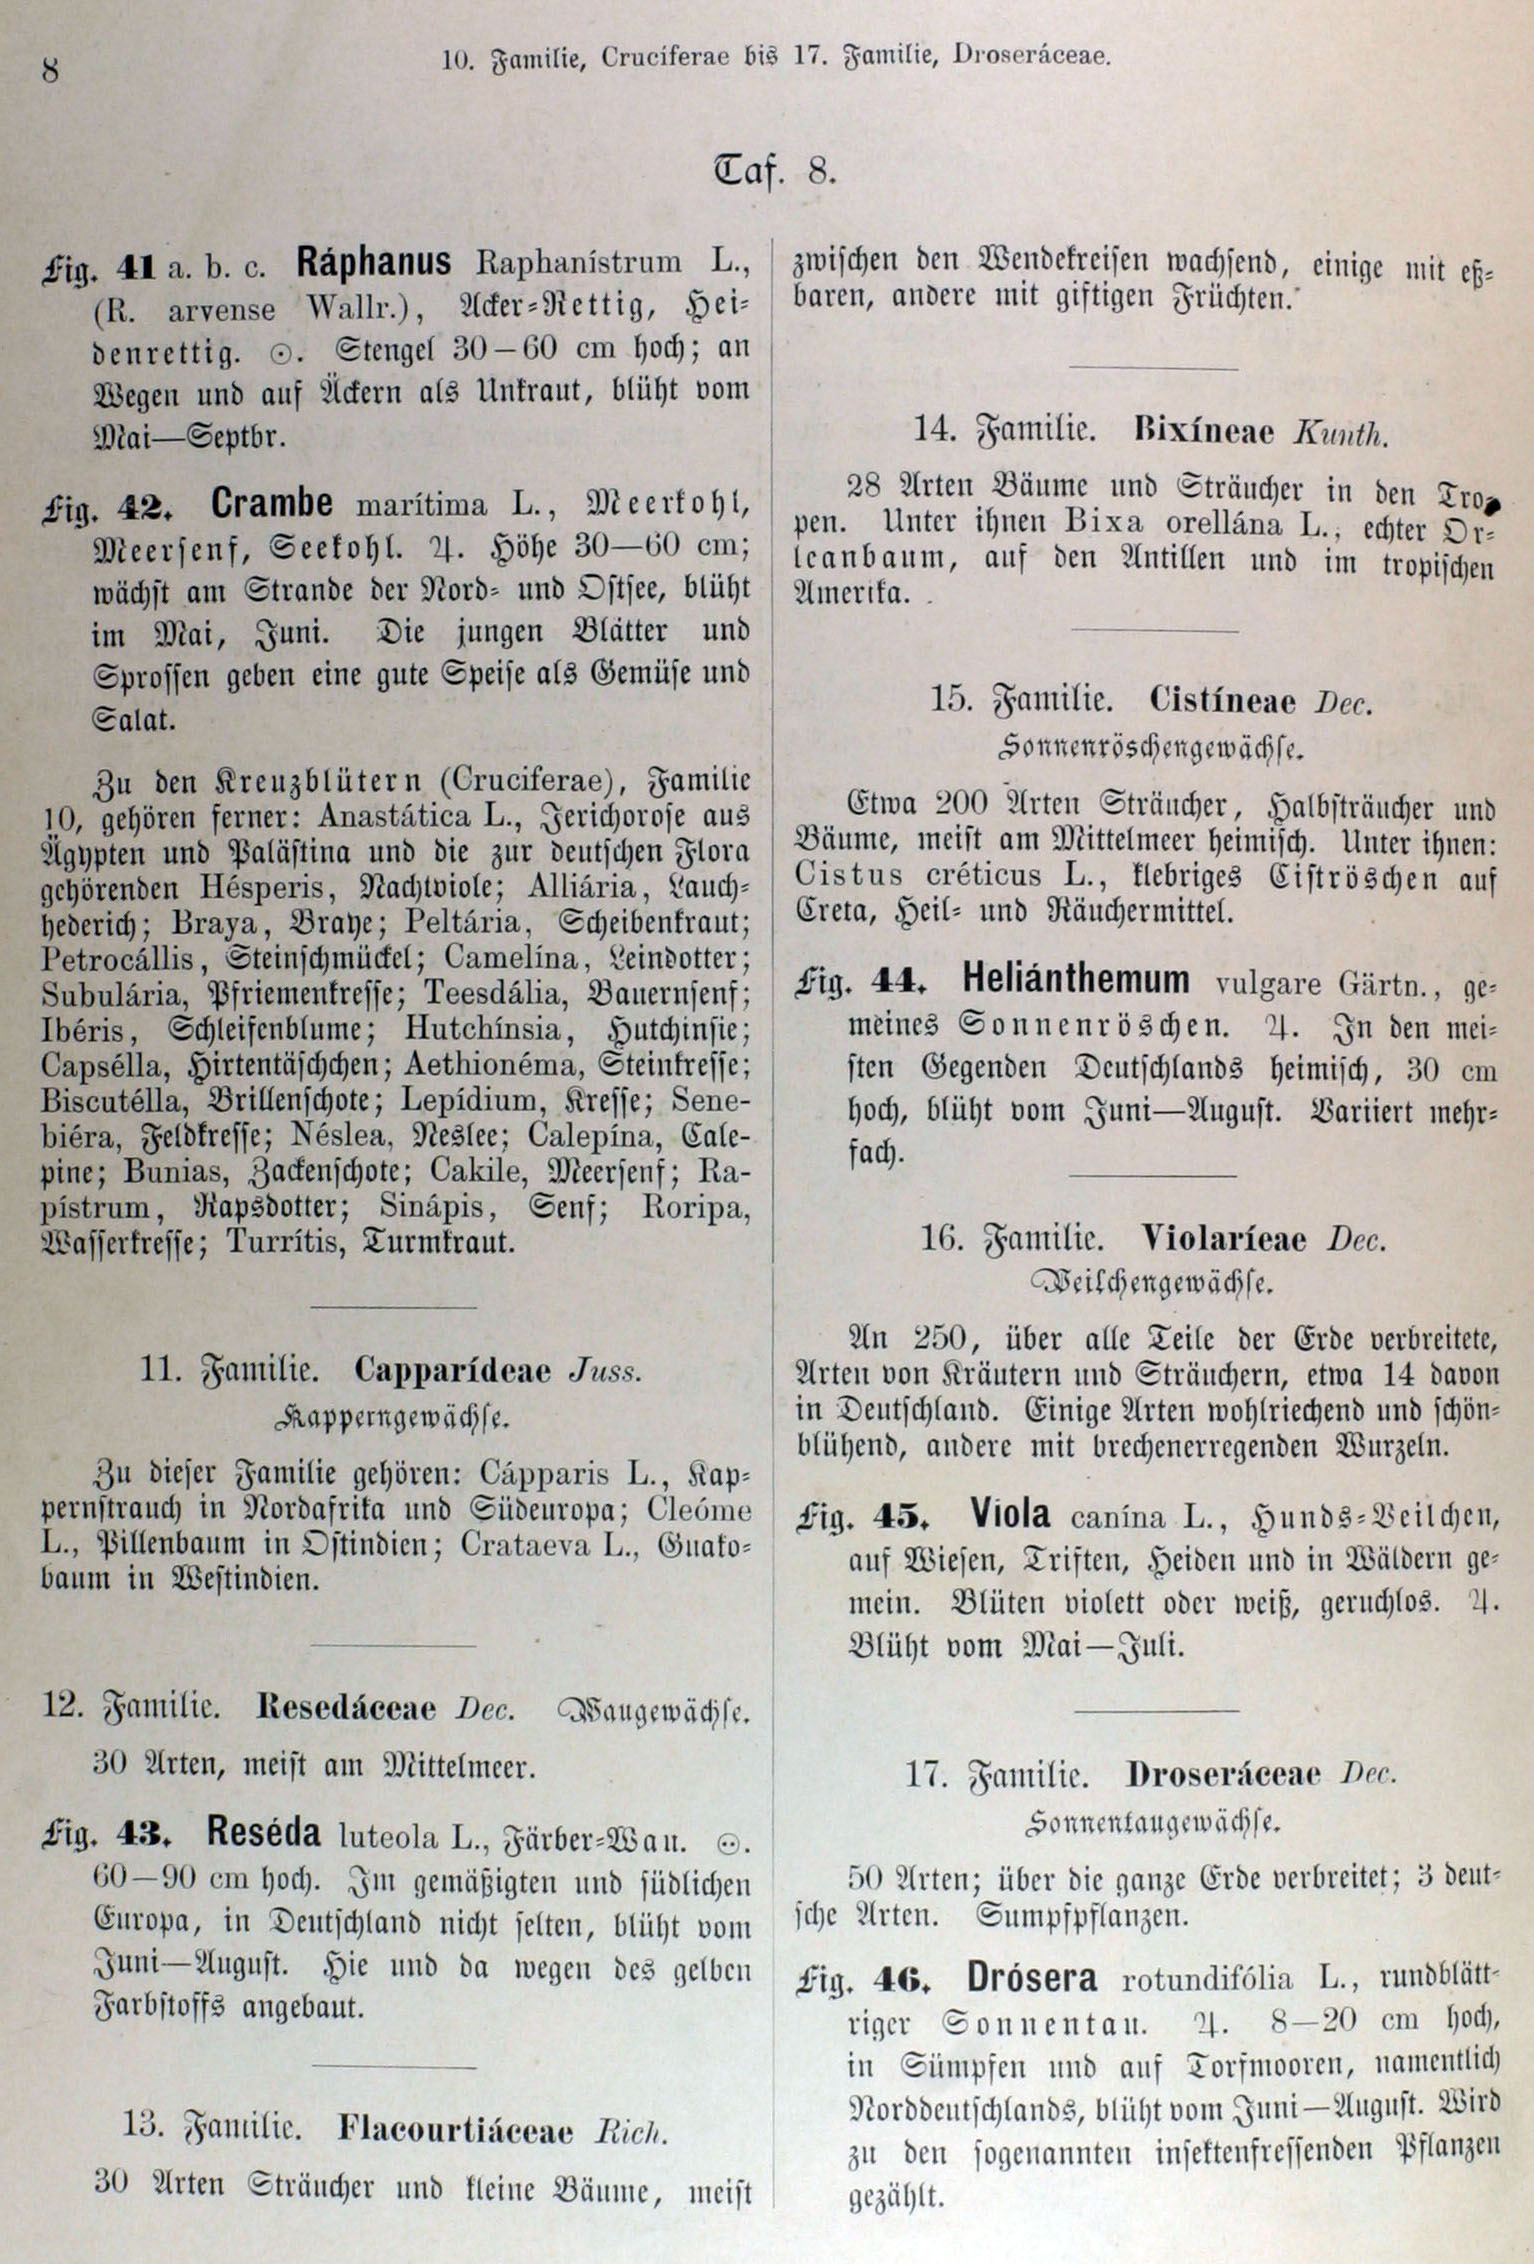 8
10. Familie, Cruciferae bis 17. Familie, Droseráceae.
Taf. 8.
Fig. 41 a. b. c. Ráphanus Raphanístrum L.,
(R. arvense Wallr.), Acker-Rettig, Hei-
denrettig. ☉. Stengel 30—60 cm hoch; an
Wegen und auf Äckern als Unkraut, blüht vom
Mai—Septbr.
Fig. 42. Crambe marítima L., Meerkohl,
Meersenf, Seekohl. ♃. Höhe 30—60 cm;
wächst am Strande der Nord- und Ostsee, blüht
im Mai, Juni. Die jungen Blätter und
Sprossen geben eine gute Speise als Gemüse und
Salat.
Zu den Kreuzblütern (Cruciferae), Familie
10, gehören ferner: Anastática L., Jerichorose aus
Ägypten und Palästina und die zur deutschen Flora
gehörenden Hésperis, Nachtviole; Alliária, Lauch-
hederich; Braya, Braye; Peltária, Scheibenkraut;
Petrocállis, Steinschmückel; Camelína, Leindotter;
Subulária, Pfriemenkresse; Teesdália, Bauernsenf;
Ibéris, Schleifenblume; Hutchínsia, Hutchinsie;
Capsélla, Hirtentäschchen; Aethionéma, Steinkresse;
Biscutélla, Brillenschote; Lepídium, Kresse; Sene-
biéra, Feldkresse; Néslea, Neslee; Calepína, Cale-
pine; Bunias, Zackenschote; Cakile, Meersenf; Ra-
pístrum, Rapsdotter; Sinápis, Senf; Roripa,
Wasserkresse; Turrítis, Turmkraut.
11. Familie. Capparídeae Juss.
Kapperngewächse.
Zu dieser Familie gehören: Cápparis L., Kap-
pernstrauch in Nordafrika und Südeuropa; Cleóme
L., Pillenbaum in Ostindien; Crataeva L., Guako-
baum in Westindien.
12. Familie. Resedáceae Dec. Waugewächse.
30 Arten, meist am Mittelmeer.
Fig. 43. Reséda luteola L., Färber-Wau. ⚇.
60—90 cm hoch. Im gemäßigten und südlichen
Europa, in Deutschland nicht selten, blüht vom
Juni—August. Hie und da wegen des gelben
Farbstoffs angebaut.
13. Familie. Flacourtiáceae Rich.
30 Arten Sträucher und kleine Bäume, meist
zwischen den Wendekreisen wachsend, einige mit eß-
baren, andere mit giftigen Früchten.
14. Familie. Bixíneae Kunth.
28 Arten Bäume und Sträucher in den Tro-
pen. Unter ihnen Bixa orellána L., echter Or-
leanbaum, auf den Antillen und im tropischen
Amerika.
15. Familie. Cistíneae Dec.
Sonnenröschengewächse.
Etwa 200 Arten Sträucher, Halbsträucher und
Bäume, meist am Mittelmeer heimisch. Unter ihnen:
Cistus créticus L., klebriges Ciströschen auf
Creta, Heil- und Räuchermittel.
Fig. 44. Heliánthemum vulgare Gärtn., ge-
meines Sonnenröschen. ♃. In den mei-
sten Gegenden Deutschlands heimisch, 30 cm
hoch, blüht vom Juni—August. Variiert mehr-
fach.
16. Familie. Violaríeae Dec.
Veilchengewächse.
An 250, über alle Teile der Erde verbreitete,
Arten von Kräutern und Sträuchern, etwa 14 davon
in Deutschland. Einige Arten wohlriechend und schön-
blühend, andere mit brechenerregenden Wurzeln.
Fig. 45. Viola canína L., Hunds-Veilchen,
auf Wiesen, Triften, Heiden und in Wäldern ge-
mein. Blüten violett oder weiß, geruchlos. ♃.
Blüht vom Mai—Juli.
17. Familie. Droseráceae Dec.
Sonnentaugewächse.
50 Arten; über die ganze Erde verbreitet; 3 deut-
sche Arten. Sumpfpflanzen.
Fig. 46. Drósera rotundifólia L., rundblätt-
riger Sonnentau. ♃. 8—20 cm hoch,
in Sümpfen und auf Torfmooren, namentlich
Norddeutschlands, blüht vom Juni—August. Wird
zu den sogenannten insektenfressenden Pflanzen
gezählt.